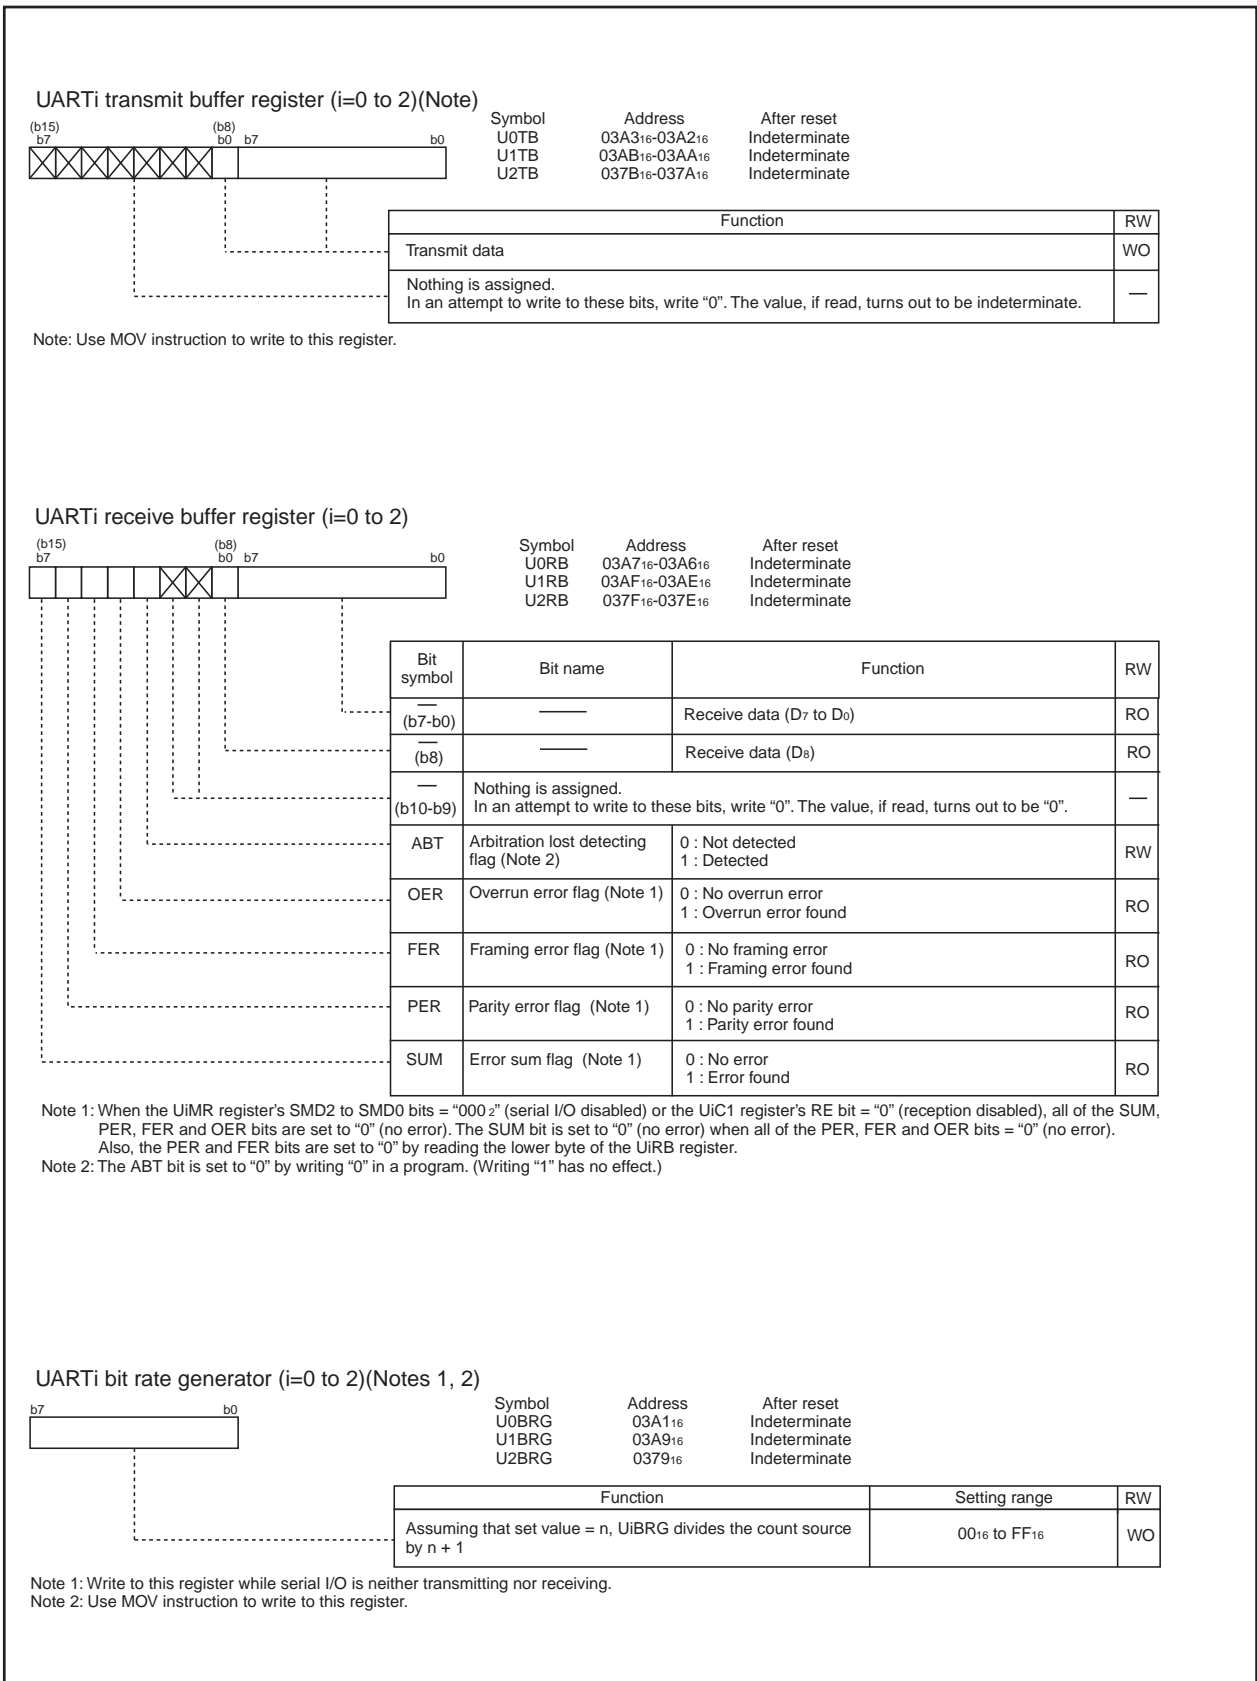 UARTi transmit buffer register (i=0 to 2)(Note)
Symbol Address After reset
(b15) (b8)
b7 b0 b7 b0
U0TB 03A3₁₆-03A2₁₆ Indeterminate
U1TB 03AB₁₆-03AA₁₆ Indeterminate
U2TB 037B₁₆-037A₁₆ Indeterminate
Function RW
Transmit data WO
Nothing is assigned.
In an attempt to write to these bits, write “0”. The value, if read, turns out to be indeterminate. —
Note: Use MOV instruction to write to this register.
UARTi receive buffer register (i=0 to 2)
(b15) (b8)
b7 b0 b7 b0
Symbol Address After reset
U0RB 03A7₁₆-03A6₁₆ Indeterminate
U1RB 03AF₁₆-03AE₁₆ Indeterminate
U2RB 037F₁₆-037E₁₆ Indeterminate
Bit symbol Bit name Function RW
— (b7-b0) — Receive data (D₇ to D₀) RO
— (b8) — Receive data (D₈) RO
— (b10-b9) Nothing is assigned.
In an attempt to write to these bits, write “0”. The value, if read, turns out to be “0”. —
ABT Arbitration lost detecting flag (Note 2) 0 : Not detected
1 : Detected RW
OER Overrun error flag (Note 1) 0 : No overrun error
1 : Overrun error found RO
FER Framing error flag (Note 1) 0 : No framing error
1 : Framing error found RO
PER Parity error flag (Note 1) 0 : No parity error
1 : Parity error found RO
SUM Error sum flag (Note 1) 0 : No error
1 : Error found RO
Note 1: When the UiMR register’s SMD2 to SMD0 bits = “000₂” (serial I/O disabled) or the UiC1 register’s RE bit = “0” (reception disabled), all of the SUM,
PER, FER and OER bits are set to “0” (no error). The SUM bit is set to “0” (no error) when all of the PER, FER and OER bits = “0” (no error).
Also, the PER and FER bits are set to “0” by reading the lower byte of the UiRB register.
Note 2: The ABT bit is set to “0” by writing “0” in a program. (Writing “1” has no effect.)
UARTi bit rate generator (i=0 to 2)(Notes 1, 2)
b7 b0
Symbol Address After reset
U0BRG 03A1₁₆ Indeterminate
U1BRG 03A9₁₆ Indeterminate
U2BRG 0379₁₆ Indeterminate
Function Setting range RW
Assuming that set value = n, UiBRG divides the count source
by n + 1 00₁₆ to FF₁₆ WO
Note 1: Write to this register while serial I/O is neither transmitting nor receiving.
Note 2: Use MOV instruction to write to this register.